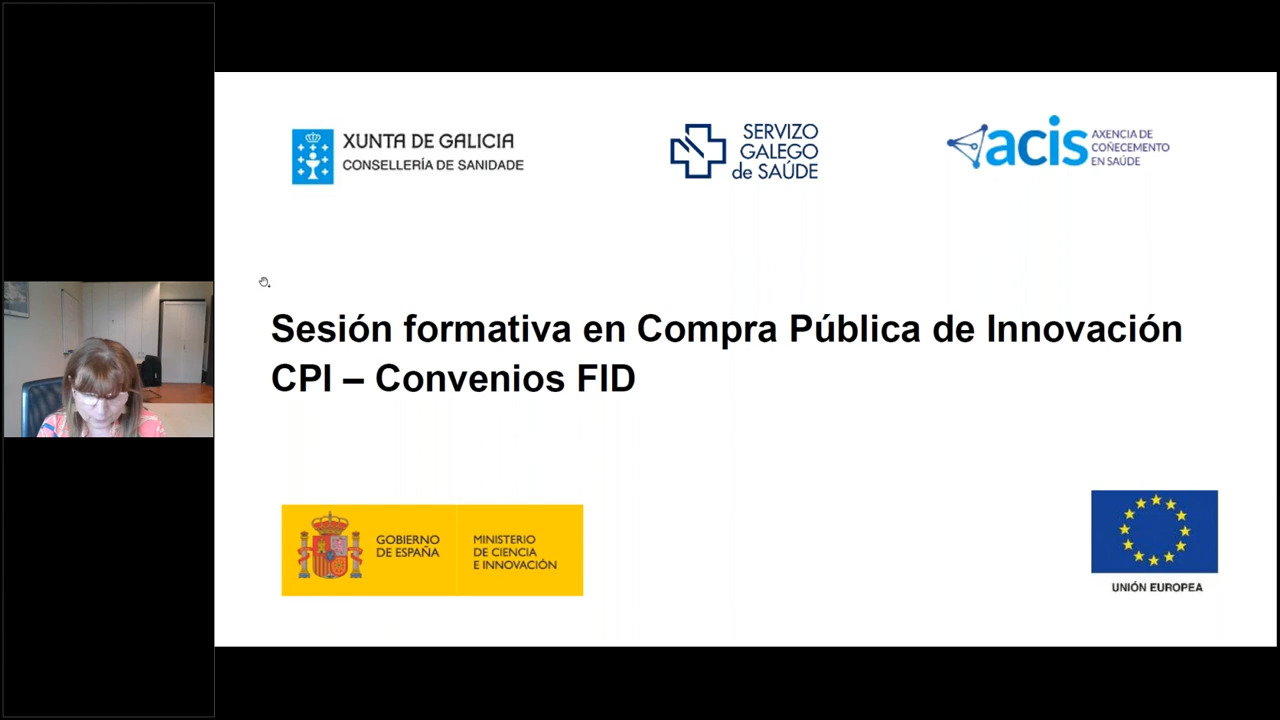 XUNTA DE GALICIA
CONSELLERÍA DE SANIDADE
SERVIZO
GALEGO
de SAÚDE
acis
AXENCIA DE
COÑECEMENTO
EN SAÚDE
Sesión formativa en Compra Pública de Innovación
CPI – Convenios FID
GOBIERNO
DE ESPAÑA
MINISTERIO
DE CIENCIA
E INNOVACIÓN
UNIÓN EUROPEA